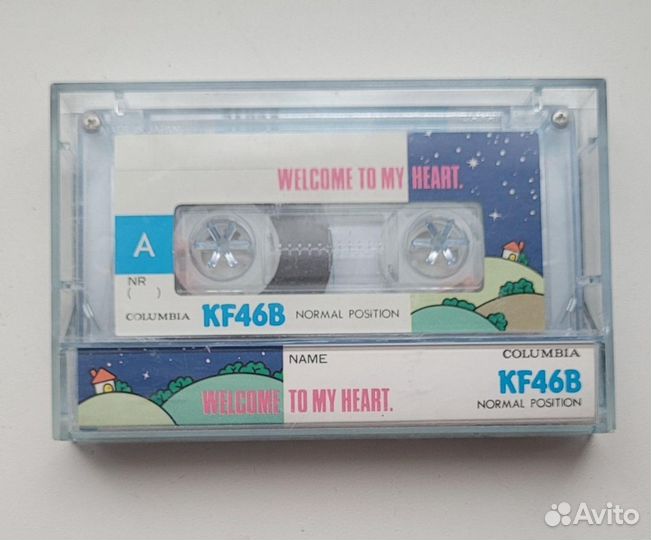 WELCOME TO MY HEART.
A
NR
( )
COLUMBIA KF46B NORMAL POSITION
NAME
COLUMBIA
KF46B
WELCOME TO MY HEART.
NORMAL POSITION
Avito